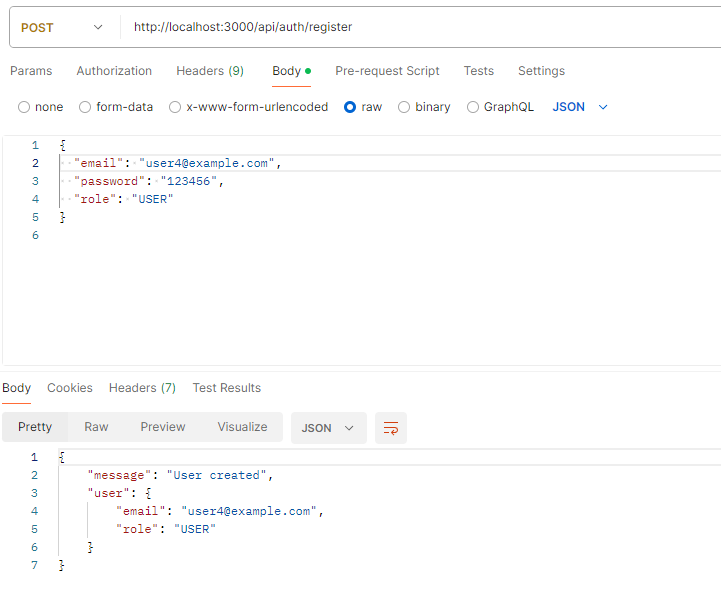 POST http://localhost:3000/api/auth/register
Params Authorization Headers (9) Body Pre-request Script Tests Settings
none form-data x-www-form-urlencoded raw binary GraphQL JSON
1 {
2 "email": "user4@example.com",
3 "password": "123456",
4 "role": "USER"
5 }
6
Body Cookies Headers (7) Test Results
Pretty Raw Preview Visualize JSON
1 {
2 "message": "User created",
3 "user": {
4 "email": "user4@example.com",
5 "role": "USER"
6 }
7 }